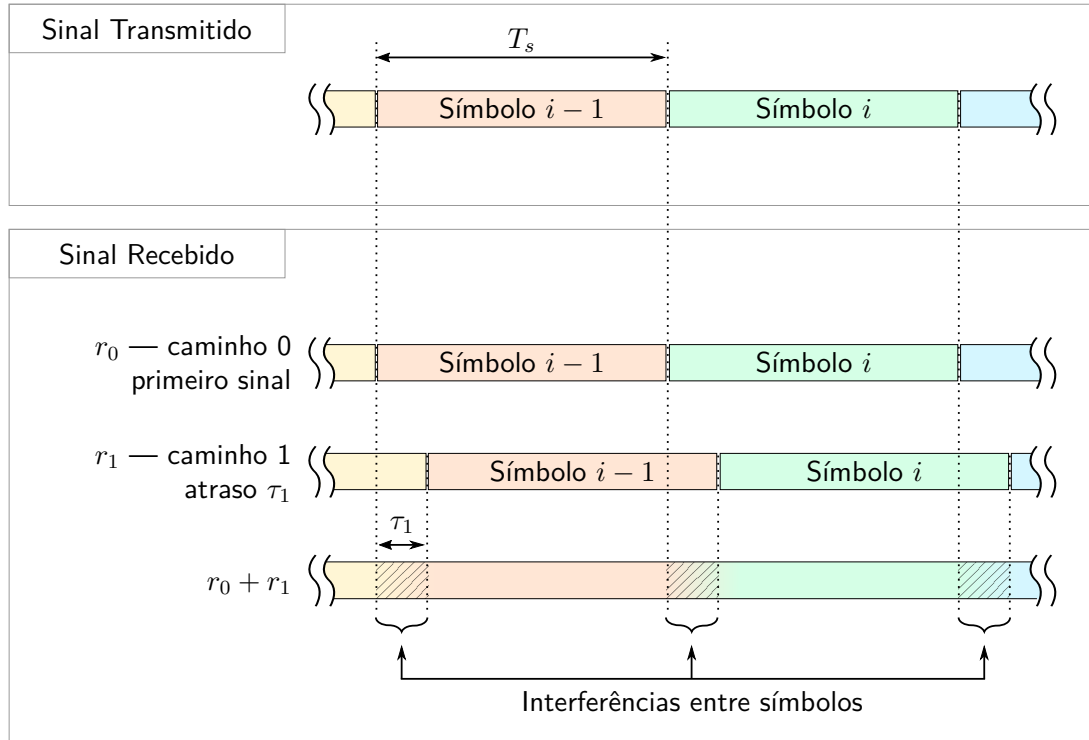 Sinal Transmitido
T_s
Símbolo i − 1
Símbolo i
Sinal Recebido
r_0 — caminho 0
primeiro sinal
Símbolo i − 1
Símbolo i
r_1 — caminho 1
atraso τ_1
Símbolo i − 1
Símbolo i
τ_1
r_0 + r_1
Interferências entre símbolos